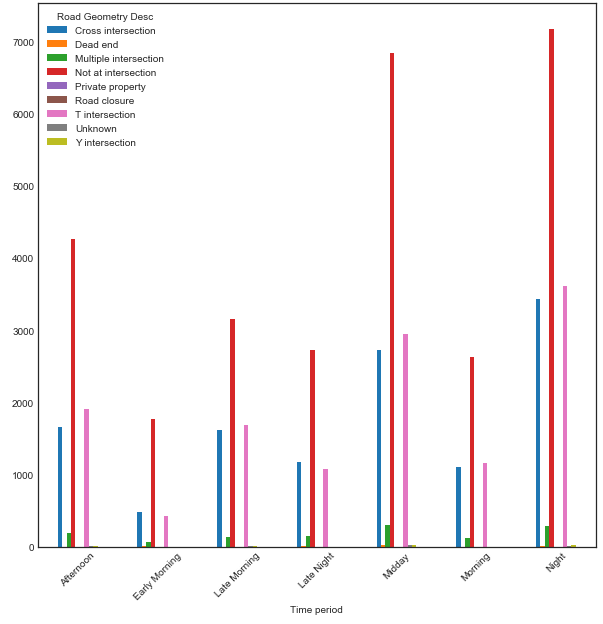 Road Geometry Desc
Cross intersection
Dead end
Multiple intersection
Not at intersection
Private property
Road closure
T intersection
Unknown
Y intersection
7000
6000
5000
4000
3000
2000
1000
0
Afternoon
Early Morning
Late Morning
Late Night
Midday
Morning
Night
Time period